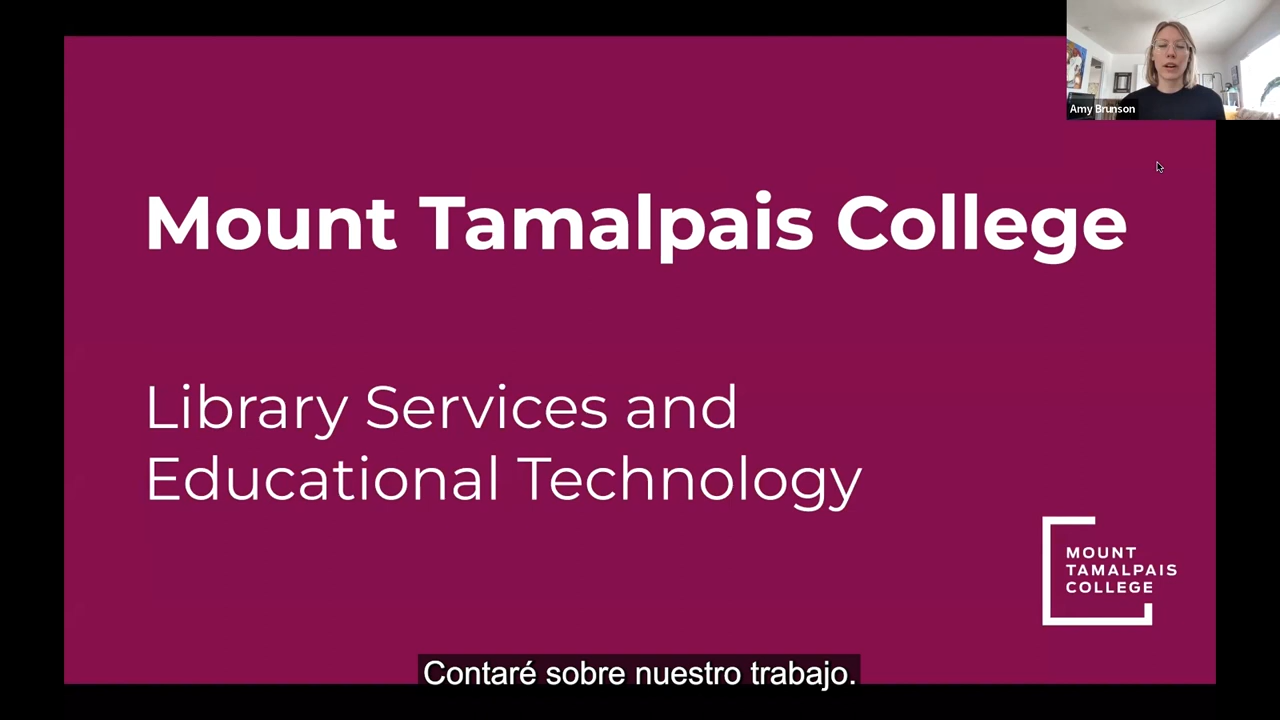 Amy Brunson
Mount Tamalpais College
Library Services and
Educational Technology
MOUNT
TAMALPAIS
COLLEGE
Contaré sobre nuestro trabajo.